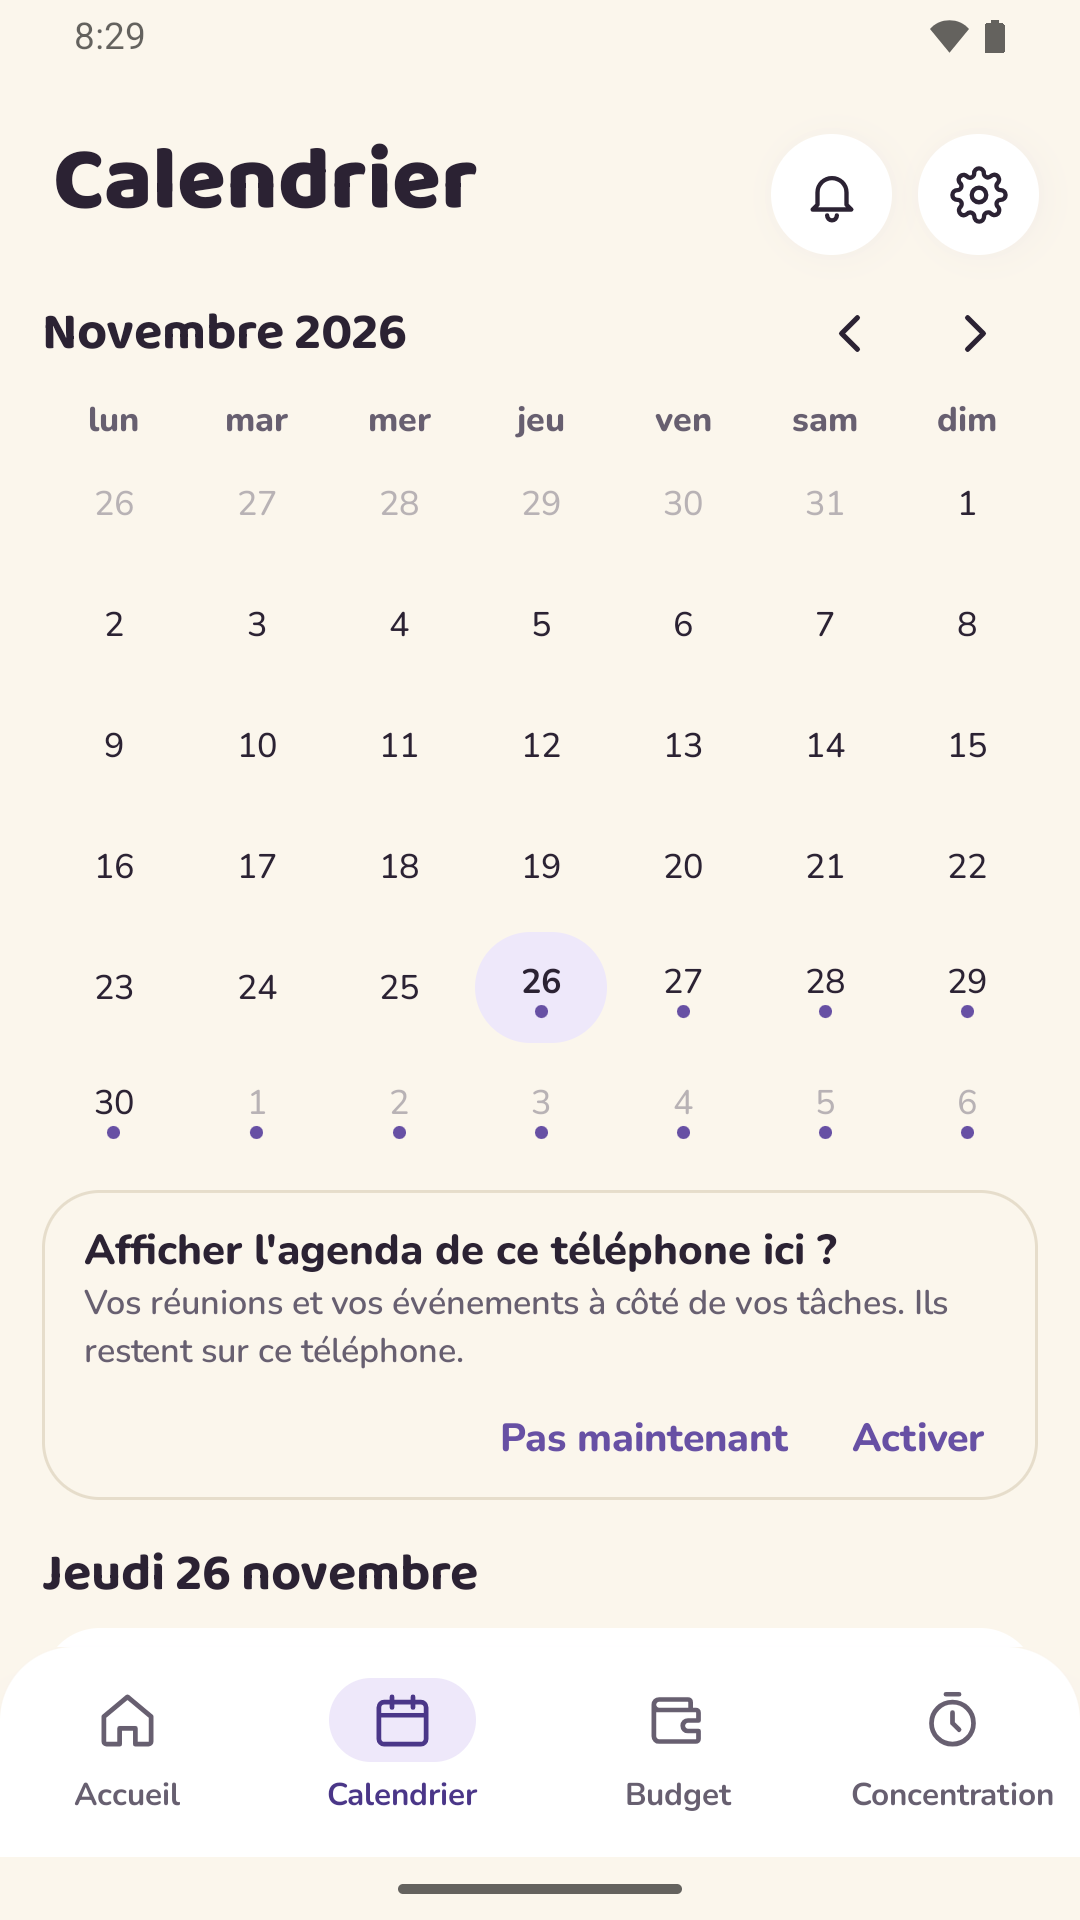 8:29
Calendrier
Novembre 2026
lun mar mer jeu ven sam dim
26 27 28 29 30 31 1
2 3 4 5 6 7 8
9 10 11 12 13 14 15
16 17 18 19 20 21 22
23 24 25 26 27 28 29
30 1 2 3 4 5 6
Afficher l'agenda de ce téléphone ici ?
Vos réunions et vos événements à côté de vos tâches. Ils
restent sur ce téléphone.
Pas maintenant Activer
Jeudi 26 novembre
Accueil Calendrier Budget Concentration